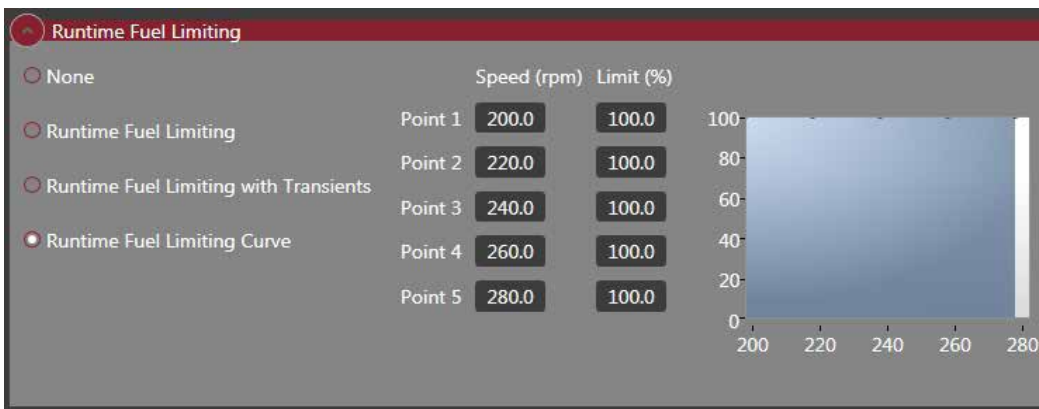 Runtime Fuel Limiting
None
Runtime Fuel Limiting
Runtime Fuel Limiting with Transients
Runtime Fuel Limiting Curve
Speed (rpm) Limit (%)
Point 1 200.0 100.0
Point 2 220.0 100.0
Point 3 240.0 100.0
Point 4 260.0 100.0
Point 5 280.0 100.0
100
80
60
40
20
0
200 220 240 260 280